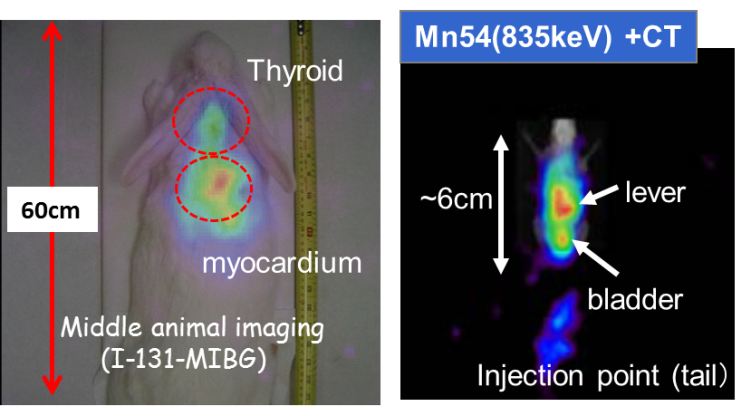 Thyroid
60cm
myocardium
Middle animal imaging
(I-131-MIBG)
Mn54(835keV) +CT
~6cm
lever
bladder
Injection point (tail)